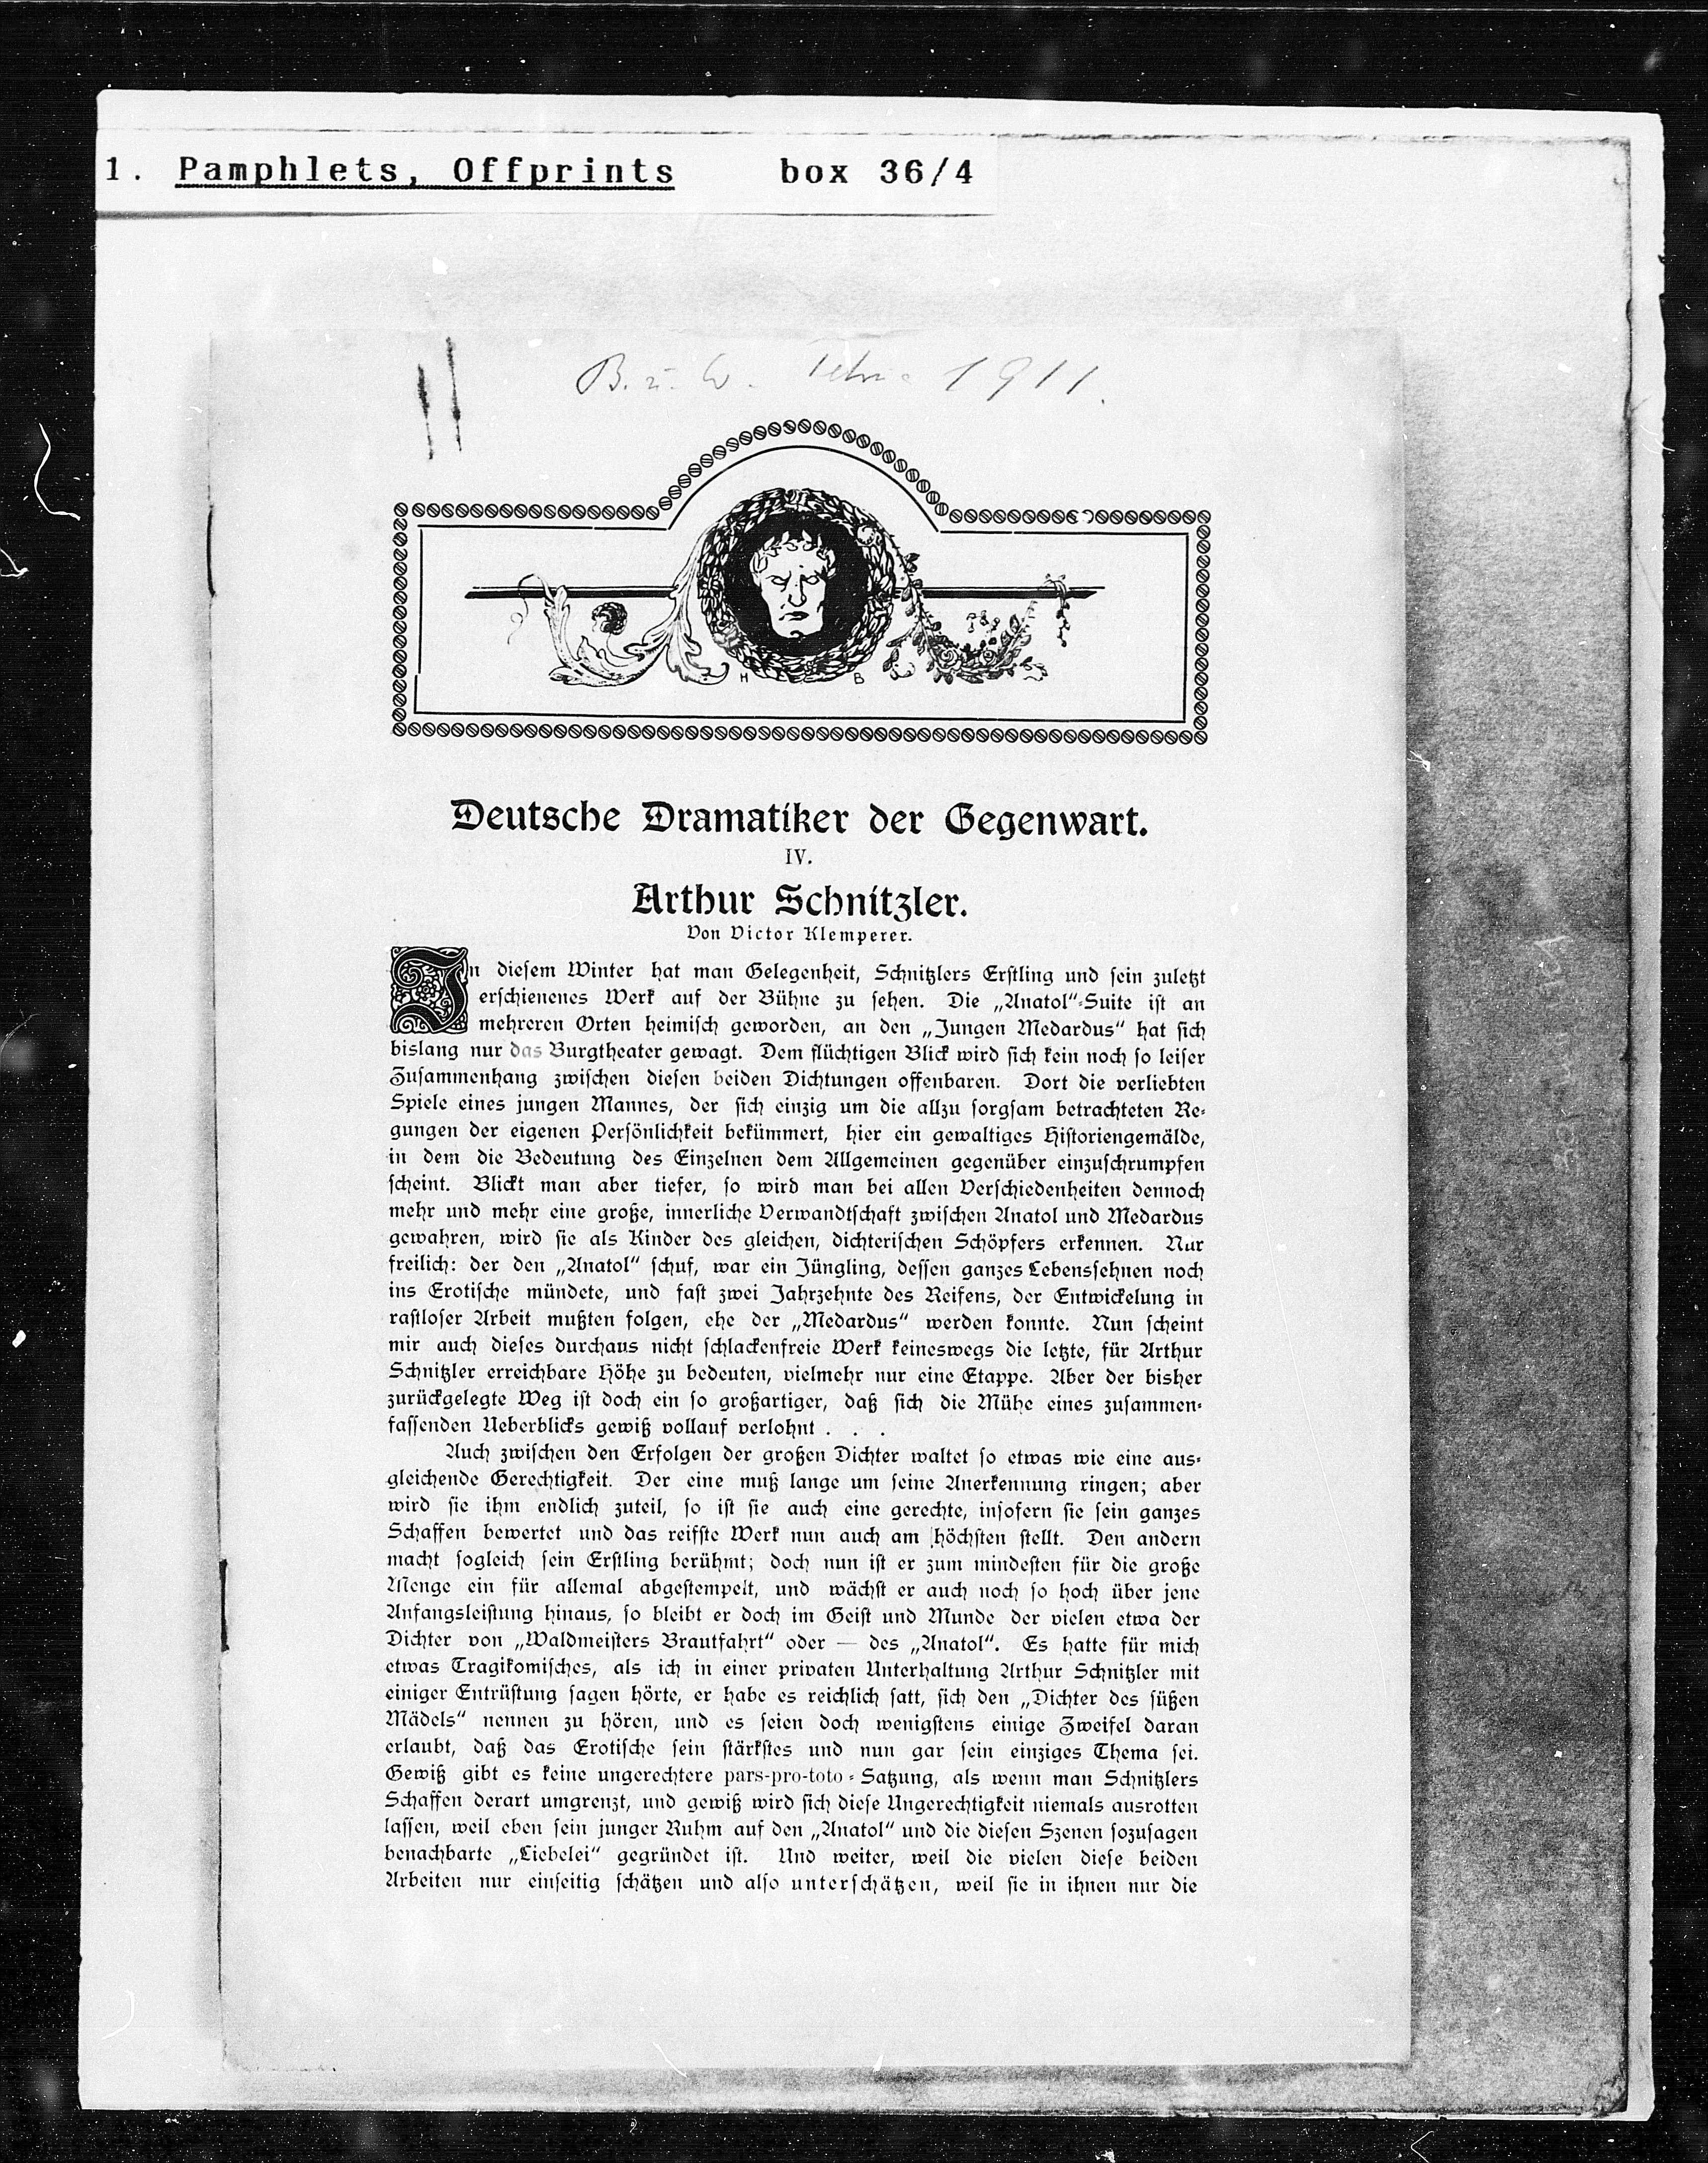 1. Pamphlets, Offprints box 36/4
B. u. W. 1911.
H B
Deutsche Dramatiker der Gegenwart.
IV.
Arthur Schnitzler.
Von Victor Klemperer.
In diesem Winter hat man Gelegenheit, Schnitzlers Erstling und sein zuletzt
erschienenes Werk auf der Bühne zu sehen. Die „Anatol“-Suite ist an
mehreren Orten heimisch geworden, an den „Jungen Medardus“ hat sich
bislang nur das Burgtheater gewagt. Dem flüchtigen Blick wird sich kein noch so leiser
Zusammenhang zwischen diesen beiden Dichtungen offenbaren. Dort die verliebten
Spiele eines jungen Mannes, der sich einzig um die allzu sorgsam betrachteten Re-
gungen der eigenen Persönlichkeit bekümmert, hier ein gewaltiges Historiengemälde,
in dem die Bedeutung des Einzelnen dem Allgemeinen gegenüber einzuschrumpfen
scheint. Blickt man aber tiefer, so wird man bei allen Verschiedenheiten dennoch
mehr und mehr eine große, innerliche Verwandtschaft zwischen Anatol und Medardus
gewahren, wird sie als Kinder des gleichen, dichterischen Schöpfers erkennen. Nur
freilich: der den „Anatol“ schuf, war ein Jüngling, dessen ganzes Lebenssehnen noch
ins Erotische mündete, und fast zwei Jahrzehnte des Reifens, der Entwickelung in
rastloser Arbeit mußten folgen, ehe der „Medardus“ werden konnte. Nun scheint
mir auch dieses durchaus nicht schlackenfreie Werk keineswegs die letzte, für Arthur
Schnitzler erreichbare Höhe zu bedeuten, vielmehr nur eine Etappe. Aber der bisher
zurückgelegte Weg ist doch ein so großartiger, daß sich die Mühe eines zusammen-
fassenden Ueberblicks gewiß vollauf verlohnt . . .
Auch zwischen den Erfolgen der großen Dichter waltet so etwas wie eine aus-
gleichende Gerechtigkeit. Der eine muß lange um seine Anerkennung ringen; aber
wird sie ihm endlich zuteil, so ist sie auch eine gerechte, insofern sie sein ganzes
Schaffen bewertet und das reifste Werk nun auch am höchsten stellt. Den andern
macht sogleich sein Erstling berühmt; doch nun ist er zum mindesten für die große
Menge ein für allemal abgestempelt, und wächst er auch noch so hoch über jene
Anfangsleistung hinaus, so bleibt er doch im Geist und Munde der vielen etwa der
Dichter von „Waldmeisters Brautfahrt“ oder — des „Anatol“. Es hatte für mich
etwas Tragikomisches, als ich in einer privaten Unterhaltung Arthur Schnitzler mit
einiger Entrüstung sagen hörte, er habe es reichlich satt, sich den „Dichter des süßen
Mädels“ nennen zu hören, und es seien doch wenigstens einige Zweifel daran
erlaubt, daß das Erotische sein stärkstes und nun gar sein einziges Thema sei.
Gewiß gibt es keine ungerechtere pars-pro-toto-Satzung, als wenn man Schnitzlers
Schaffen derart umgrenzt, und gewiß wird sich diese Ungerechtigkeit niemals ausrotten
lassen, weil eben sein junger Ruhm auf den „Anatol“ und die diesen Szenen sozusagen
benachbarte „Liebelei“ gegründet ist. Und weiter, weil die vielen diese beiden
Arbeiten nur einseitig schätzen und also unterschätzen, weil sie in ihnen nur die